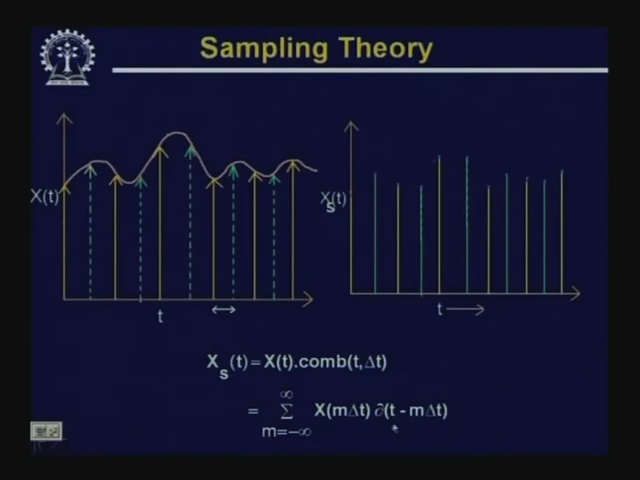 Sampling Theory
X(t)
t
Xs(t)
t
Xs(t) = X(t).comb(t,Δt)
= ∞ Σ m=-∞ X(mΔt) ∂(t - mΔt)